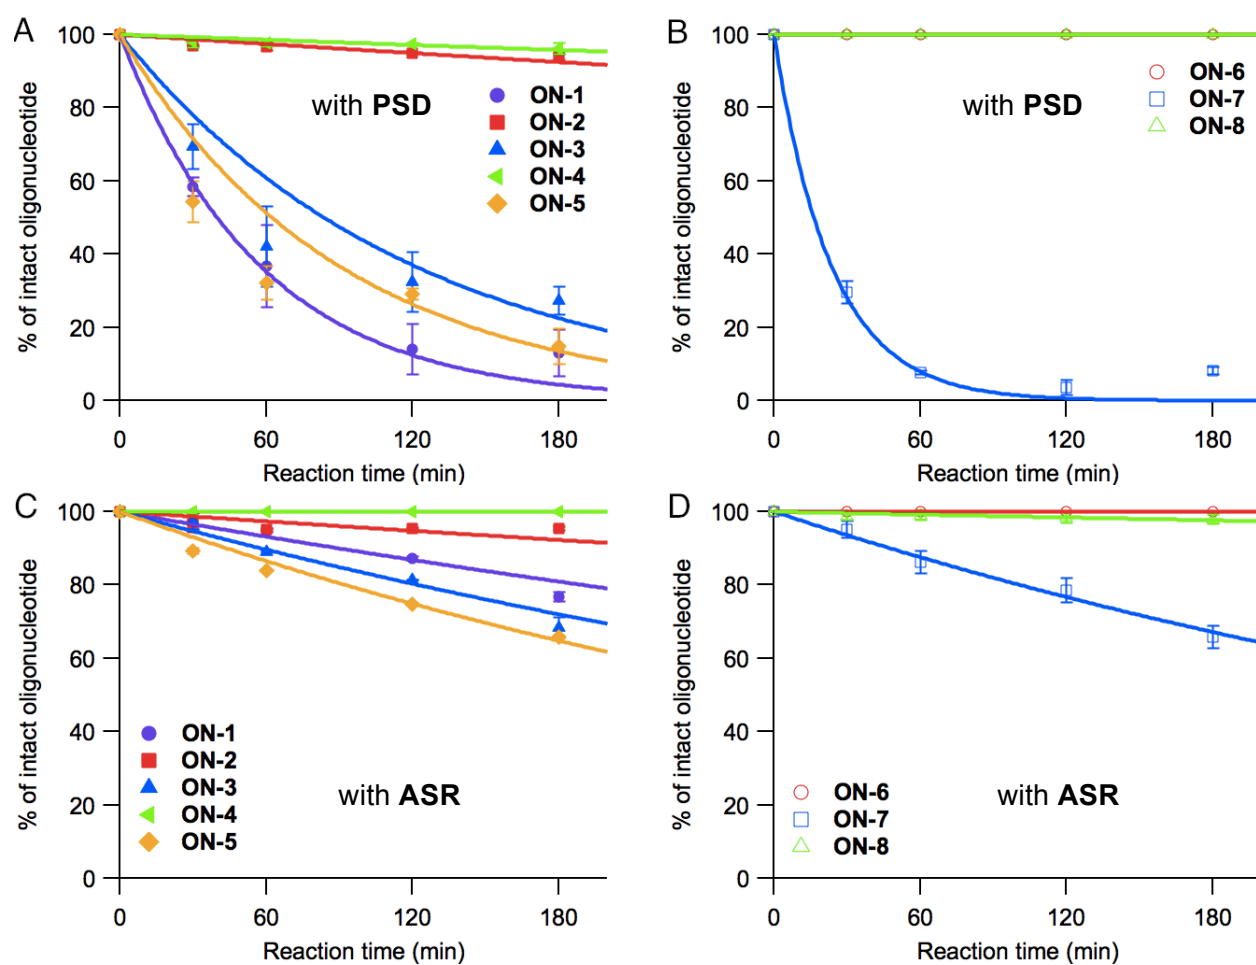 A
% of intact oligonucleotide
100
80
60
40
20
0
with PSD
ON-1
ON-2
ON-3
ON-4
ON-5
0 60 120 180
Reaction time (min)
B
% of intact oligonucleotide
100
80
60
40
20
0
with PSD
ON-6
ON-7
ON-8
0 60 120 180
Reaction time (min)
C
% of intact oligonucleotide
100
80
60
40
20
0
ON-1
ON-2
ON-3
ON-4
ON-5
with ASR
0 60 120 180
Reaction time (min)
D
% of intact oligonucleotide
100
80
60
40
20
0
ON-6
ON-7
ON-8
with ASR
0 60 120 180
Reaction time (min)